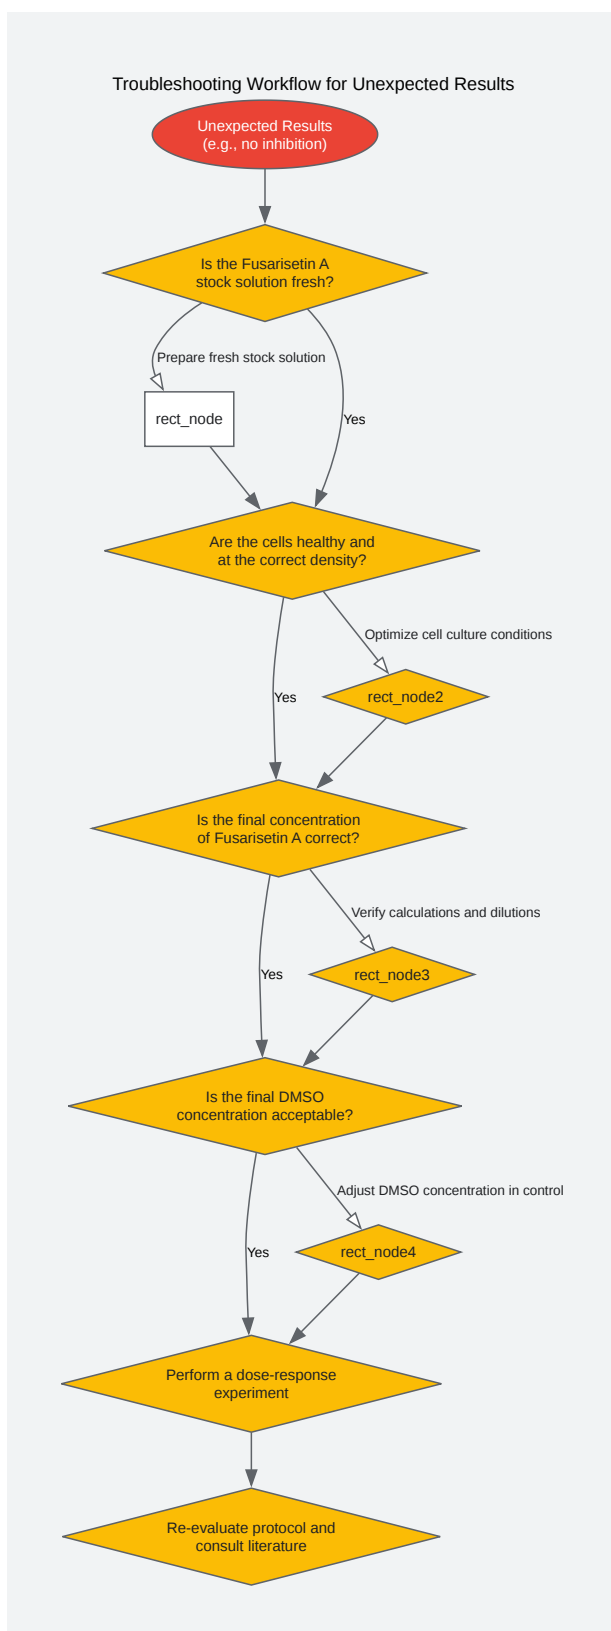 Troubleshooting Workflow for Unexpected Results
Unexpected Results
(e.g., no inhibition)
Is the Fusarisetin A
stock solution fresh?
Prepare fresh stock solution
rect_node
Yes
Are the cells healthy and
at the correct density?
Optimize cell culture conditions
Yes
rect_node2
Is the final concentration
of Fusarisetin A correct?
Verify calculations and dilutions
Yes
rect_node3
Is the final DMSO
concentration acceptable?
Adjust DMSO concentration in control
Yes
rect_node4
Perform a dose-response
experiment
Re-evaluate protocol and
consult literature